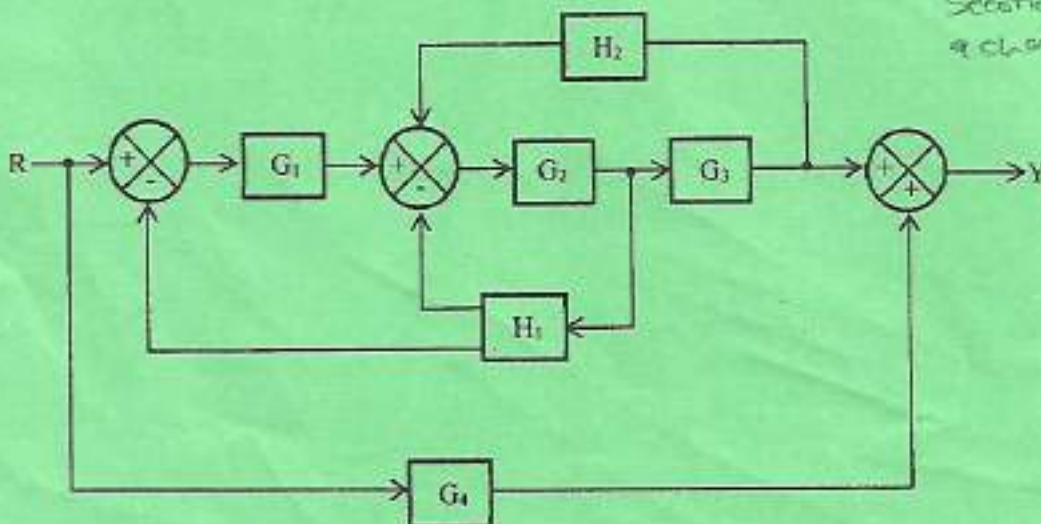 H₂
R + - G₁ + - G₂ G₃ + + Y
H₁
G₄